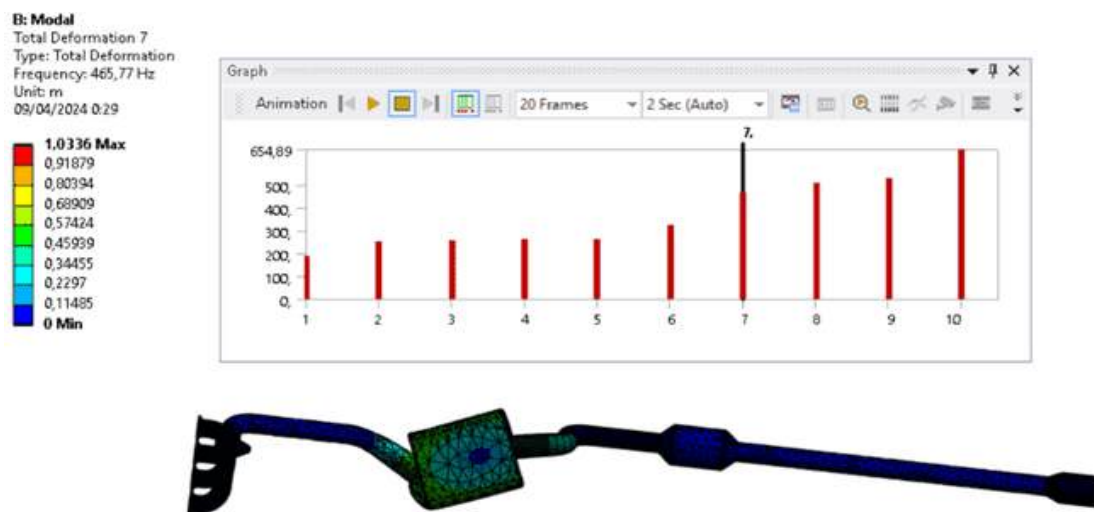 B: Modal
Total Deformation 7
Type: Total Deformation
Frequency: 465,77 Hz
Unit: m
09/04/2024 0:29
1,0336 Max
0,91879
0,80394
0,68909
0,57424
0,45939
0,34455
0,2297
0,11485
0 Min
Graph
Animation 20 Frames 2 Sec (Auto)
7,
654,89
500,
400,
300,
200,
100,
0,
1 2 3 4 5 6 7 8 9 10